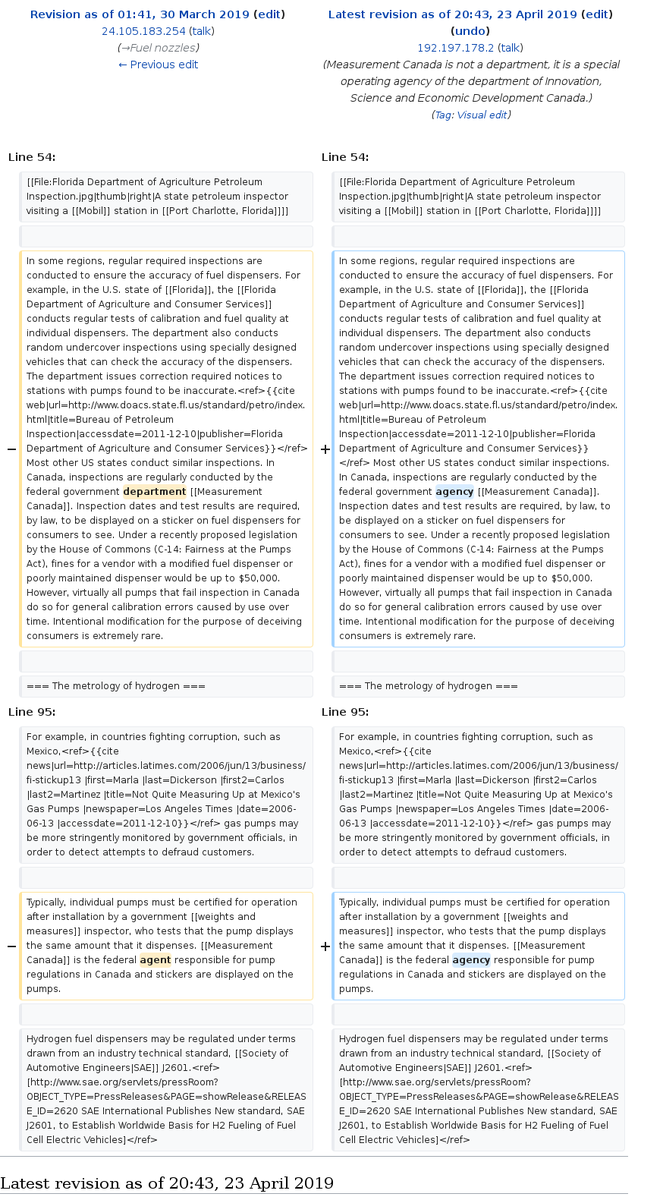 Revision as of 01:41, 30 March 2019 (edit)
24.105.183.254 (talk)
(→Fuel nozzles)
← Previous edit
Latest revision as of 20:43, 23 April 2019 (edit)
(undo)
192.197.178.2 (talk)
(Measurement Canada is not a department, it is a special
operating agency of the department of Innovation,
Science and Economic Development Canada.)
(Tag: Visual edit)
Line 54:
[[File:Florida Department of Agriculture Petroleum
Inspection.jpg|thumb|right|A state petroleum inspector
visiting a [[Mobil]] station in [[Port Charlotte, Florida]]]]
− In some regions, regular required inspections are
conducted to ensure the accuracy of fuel dispensers. For
example, in the U.S. state of [[Florida]], the [[Florida
Department of Agriculture and Consumer Services]]
conducts regular tests of calibration and fuel quality at
individual dispensers. The department also conducts
random undercover inspections using specially designed
vehicles that can check the accuracy of the dispensers.
The department issues correction required notices to
stations with pumps found to be inaccurate.<ref>{{cite
web|url=http://www.doacs.state.fl.us/standard/petro/index.
html|title=Bureau of Petroleum
Inspection|accessdate=2011-12-10|publisher=Florida
Department of Agriculture and Consumer Services}}</ref>
Most other US states conduct similar inspections. In
Canada, inspections are regularly conducted by the
federal government department [[Measurement
Canada]]. Inspection dates and test results are required,
by law, to be displayed on a sticker on fuel dispensers for
consumers to see. Under a recently proposed legislation
by the House of Commons (C-14: Fairness at the Pumps
Act), fines for a vendor with a modified fuel dispenser or
poorly maintained dispenser would be up to $50,000.
However, virtually all pumps that fail inspection in Canada
do so for general calibration errors caused by use over
time. Intentional modification for the purpose of deceiving
consumers is extremely rare.
=== The metrology of hydrogen ===
Line 54:
[[File:Florida Department of Agriculture Petroleum
Inspection.jpg|thumb|right|A state petroleum inspector
visiting a [[Mobil]] station in [[Port Charlotte, Florida]]]]
+ In some regions, regular required inspections are
conducted to ensure the accuracy of fuel dispensers. For
example, in the U.S. state of [[Florida]], the [[Florida
Department of Agriculture and Consumer Services]]
conducts regular tests of calibration and fuel quality at
individual dispensers. The department also conducts
random undercover inspections using specially designed
vehicles that can check the accuracy of the dispensers.
The department issues correction required notices to
stations with pumps found to be inaccurate.<ref>{{cite
web|url=http://www.doacs.state.fl.us/standard/petro/index.
html|title=Bureau of Petroleum
Inspection|accessdate=2011-12-10|publisher=Florida
Department of Agriculture and Consumer Services}}
</ref> Most other US states conduct similar inspections.
In Canada, inspections are regularly conducted by the
federal government agency [[Measurement Canada]].
Inspection dates and test results are required, by law, to
be displayed on a sticker on fuel dispensers for
consumers to see. Under a recently proposed legislation
by the House of Commons (C-14: Fairness at the Pumps
Act), fines for a vendor with a modified fuel dispenser or
poorly maintained dispenser would be up to $50,000.
However, virtually all pumps that fail inspection in Canada
do so for general calibration errors caused by use over
time. Intentional modification for the purpose of deceiving
consumers is extremely rare.
=== The metrology of hydrogen ===
Line 95:
For example, in countries fighting corruption, such as
Mexico,<ref>{{cite
news|url=http://articles.latimes.com/2006/jun/13/business/
fi-stickup13 |first=Marla |last=Dickerson |first2=Carlos
|last2=Martinez |title=Not Quite Measuring Up at Mexico's
Gas Pumps |newspaper=Los Angeles Times |date=2006-
06-13 |accessdate=2011-12-10}}</ref> gas pumps may
be more stringently monitored by government officials, in
order to detect attempts to defraud customers.
− Typically, individual pumps must be certified for operation
after installation by a government [[weights and
measures]] inspector, who tests that the pump displays
the same amount that it dispenses. [[Measurement
Canada]] is the federal agent responsible for pump
regulations in Canada and stickers are displayed on the
pumps.
Hydrogen fuel dispensers may be regulated under terms
drawn from an industry technical standard, [[Society of
Automotive Engineers|SAE]] J2601.<ref>
[http://www.sae.org/servlets/pressRoom?
OBJECT_TYPE=PressReleases&PAGE=showRelease&RELEAS
E_ID=2620 SAE International Publishes New standard, SAE
J2601, to Establish Worldwide Basis for H2 Fueling of Fuel
Cell Electric Vehicles]</ref>
Line 95:
For example, in countries fighting corruption, such as
Mexico,<ref>{{cite
news|url=http://articles.latimes.com/2006/jun/13/business/
fi-stickup13 |first=Marla |last=Dickerson |first2=Carlos
|last2=Martinez |title=Not Quite Measuring Up at Mexico's
Gas Pumps |newspaper=Los Angeles Times |date=2006-
06-13 |accessdate=2011-12-10}}</ref> gas pumps may
be more stringently monitored by government officials, in
order to detect attempts to defraud customers.
+ Typically, individual pumps must be certified for operation
after installation by a government [[weights and
measures]] inspector, who tests that the pump displays
the same amount that it dispenses. [[Measurement
Canada]] is the federal agency responsible for pump
regulations in Canada and stickers are displayed on the
pumps.
Hydrogen fuel dispensers may be regulated under terms
drawn from an industry technical standard, [[Society of
Automotive Engineers|SAE]] J2601.<ref>
[http://www.sae.org/servlets/pressRoom?
OBJECT_TYPE=PressReleases&PAGE=showRelease&RELEAS
E_ID=2620 SAE International Publishes New standard, SAE
J2601, to Establish Worldwide Basis for H2 Fueling of Fuel
Cell Electric Vehicles]</ref>
Latest revision as of 20:43, 23 April 2019